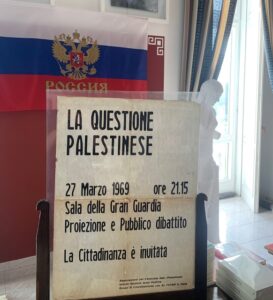 РОССИЯ
LA QUESTIONE
PALESTINESE
27 Marzo 1969 ore 21.15
Sala della Gran Guardia
Proiezione e Pubblico dibattito
La Cittadinanza è invitata